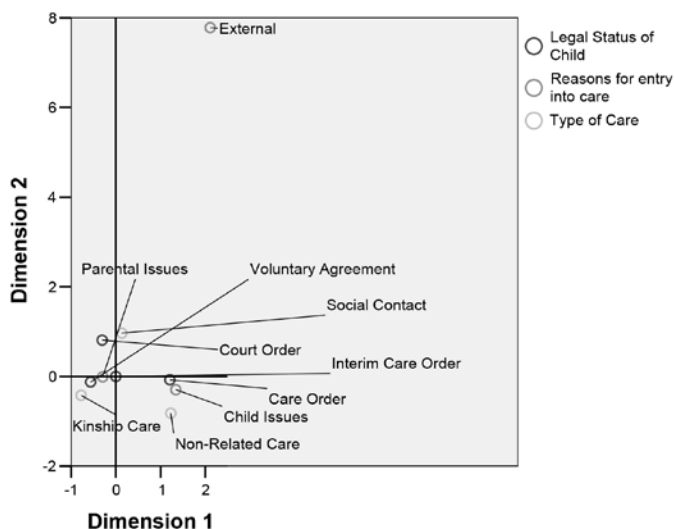 8
External
Legal Status of
Child
Reasons for entry
into care
Type of Care
6
4
Dimension 2
2
Parental Issues
Voluntary Agreement
Social Contact
Court Order
Interim Care Order
0
Care Order
Child Issues
Kinship Care
Non-Related Care
-2
-1 0 1 2
Dimension 1